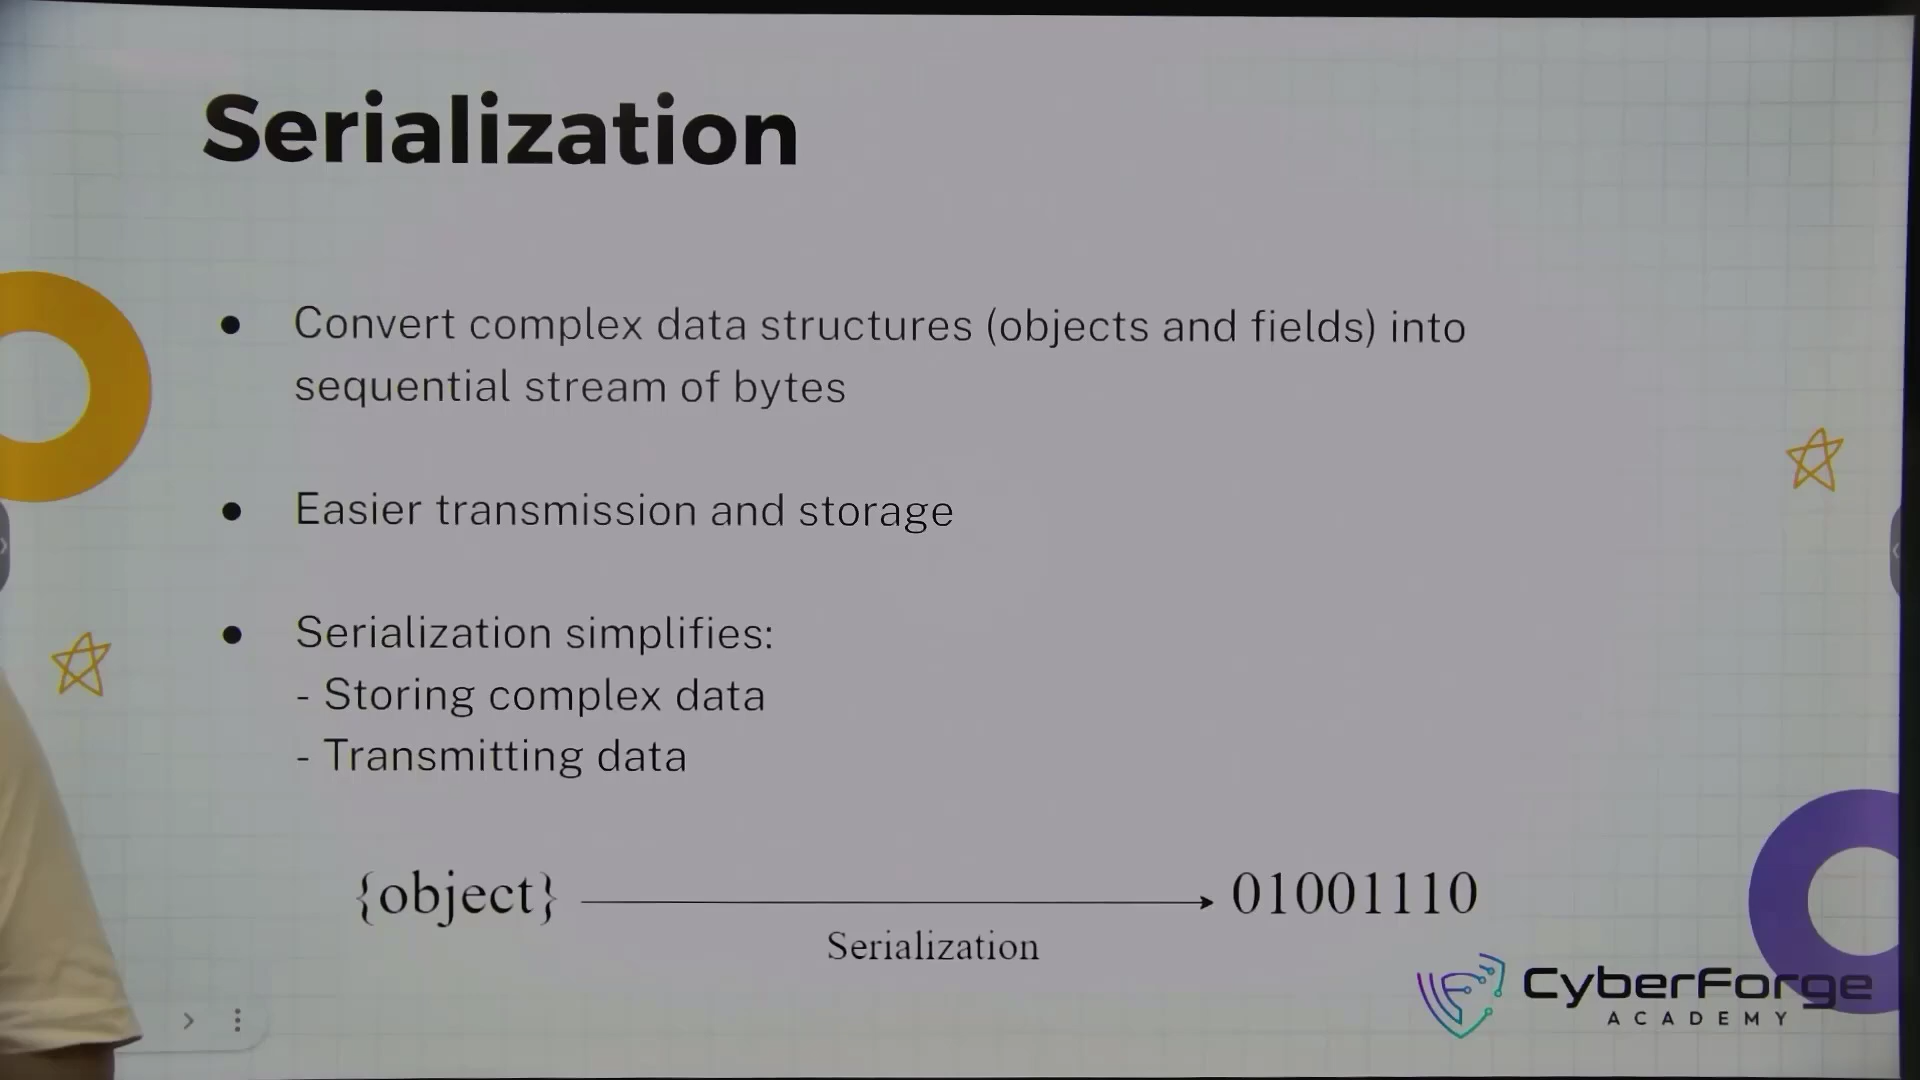 Serialization
● Convert complex data structures (objects and fields) into
sequential stream of bytes
● Easier transmission and storage
● Serialization simplifies:
- Storing complex data
- Transmitting data
{object} 01001110
Serialization
CyberForge
ACADEMY